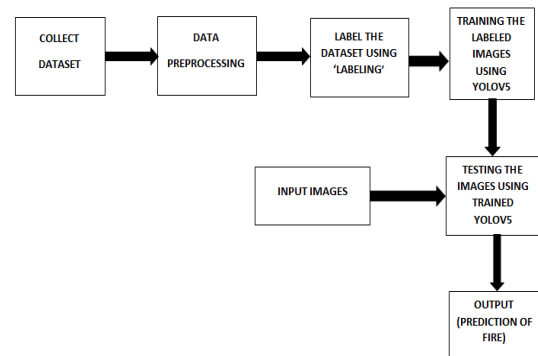 COLLECT
DATASET
DATA
PREPROCESSING
LABEL THE
DATASET USING
‘LABELING’
TRAINING THE
LABELED
IMAGES
USING
YOLOV5
INPUT IMAGES
TESTING THE
IMAGES USING
TRAINED
YOLOV5
OUTPUT
(PREDICTION OF
FIRE)